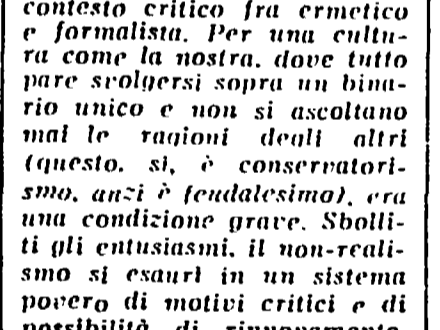 contesto critico fra ermetico
e formalista. Per una cultu-
ra come la nostra, dove tutto
pare svolgersi sopra un bina-
rio unico e non si ascoltano
mai le ragioni degli altri
(questo, sì, è conservatori-
smo, anzi è feudalesimo), era
una condizione grave. Sbolli-
ti gli entusiasmi, il non-reali-
smo si esaurì in un sistema
povero di motivi critici e di
possibilità di rinnovamento.